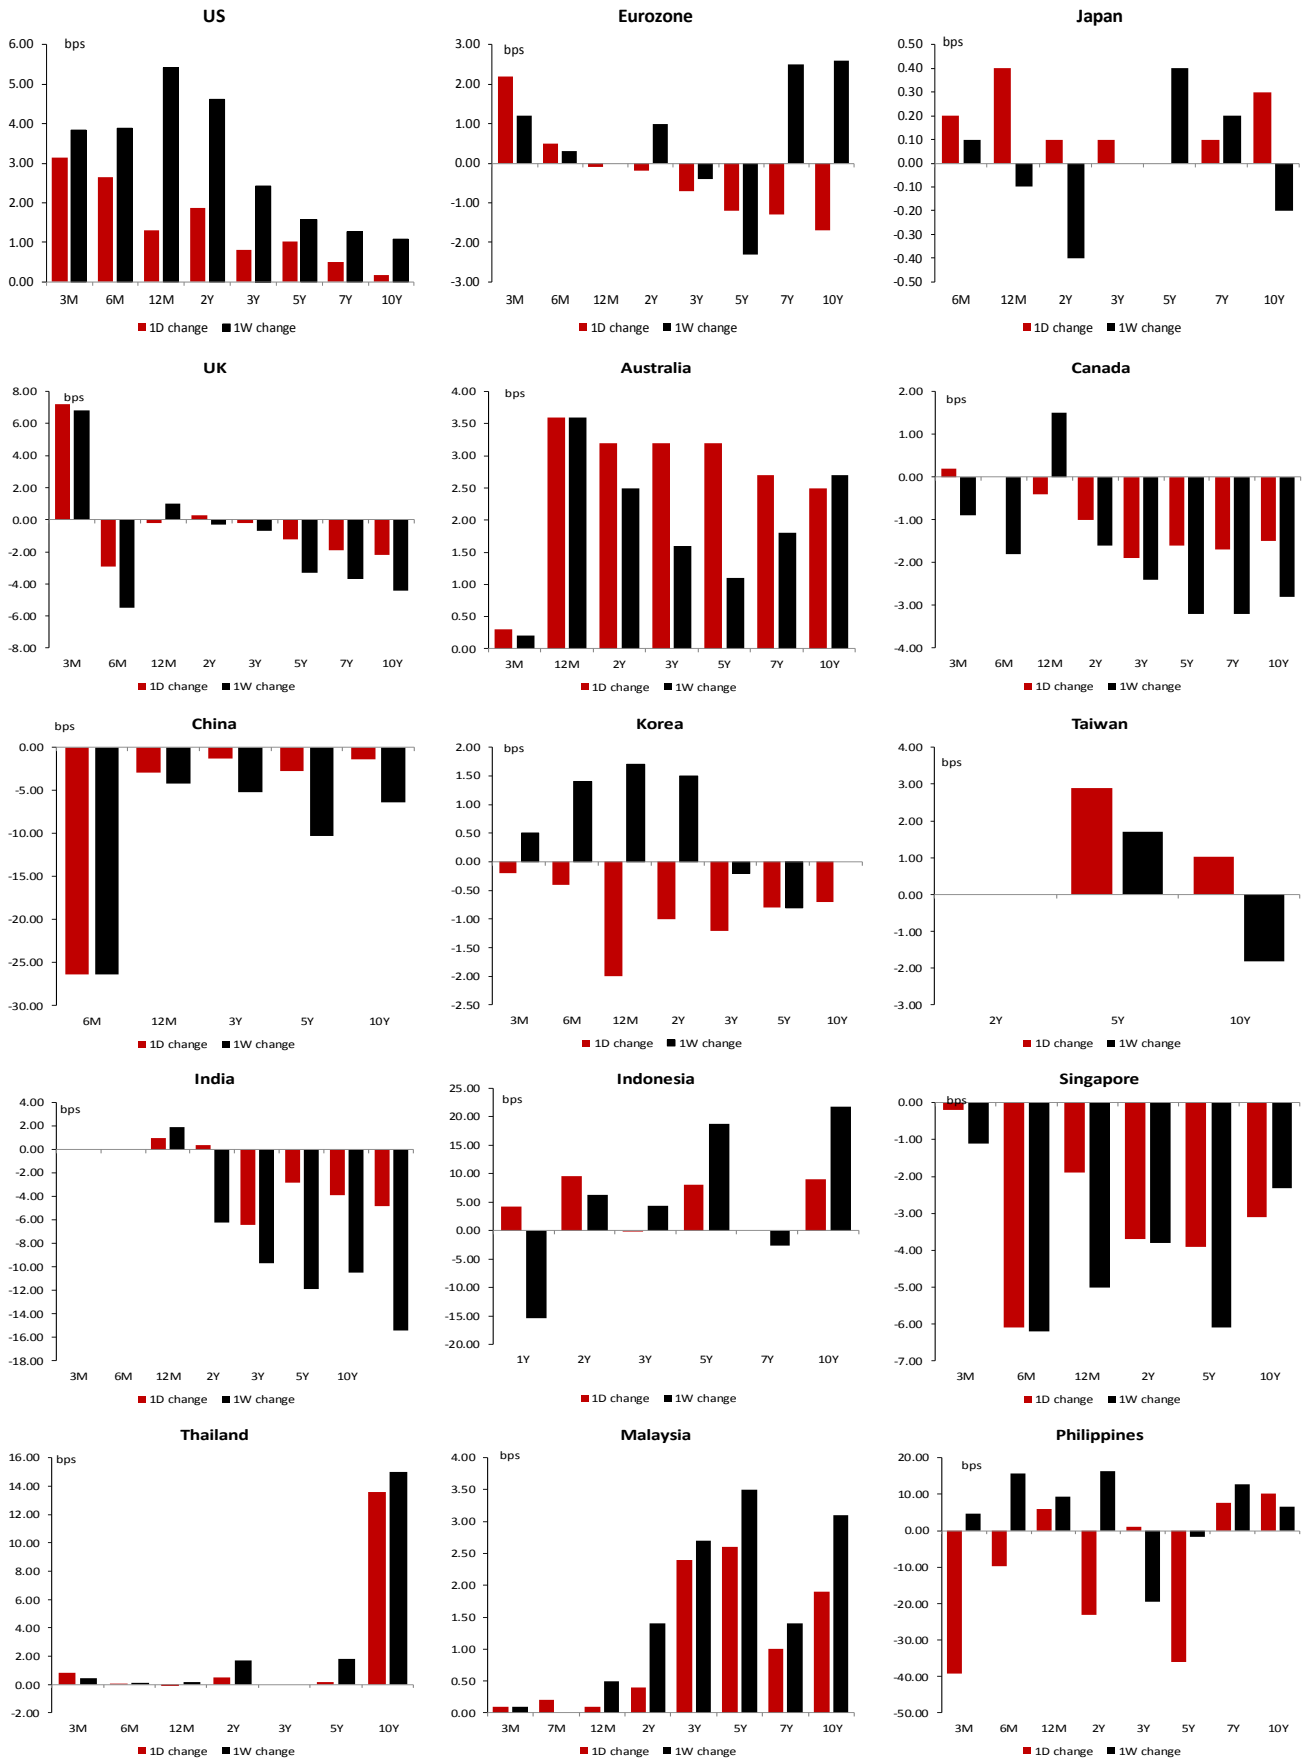 US
bps
6.00
5.00
4.00
3.00
2.00
1.00
0.00
3M 6M 12M 2Y 3Y 5Y 7Y 10Y
1D change 1W change
Eurozone
bps
3.00
2.00
1.00
0.00
-1.00
-2.00
-3.00
3M 6M 12M 2Y 3Y 5Y 7Y 10Y
1D change 1W change
Japan
bps
0.50
0.40
0.30
0.20
0.10
0.00
-0.10
-0.20
-0.30
-0.40
-0.50
6M 12M 2Y 3Y 5Y 7Y 10Y
1D change 1W change
UK
bps
8.00
6.00
4.00
2.00
0.00
-2.00
-4.00
-6.00
-8.00
3M 6M 12M 2Y 3Y 5Y 7Y 10Y
1D change 1W change
Australia
bps
4.00
3.50
3.00
2.50
2.00
1.50
1.00
0.50
0.00
3M 12M 2Y 3Y 5Y 7Y 10Y
1D change 1W change
Canada
bps
2.00
1.00
0.00
-1.00
-2.00
-3.00
-4.00
3M 6M 12M 2Y 3Y 5Y 7Y 10Y
1D change 1W change
China
bps
0.00
-5.00
-10.00
-15.00
-20.00
-25.00
-30.00
6M 12M 3Y 5Y 10Y
1D change 1W change
Korea
bps
2.00
1.50
1.00
0.50
0.00
-0.50
-1.00
-1.50
-2.00
-2.50
3M 6M 12M 2Y 3Y 5Y 10Y
1D change 1W change
Taiwan
bps
4.00
3.00
2.00
1.00
0.00
-1.00
-2.00
-3.00
2Y 5Y 10Y
1D change 1W change
India
bps
4.00
2.00
0.00
-2.00
-4.00
-6.00
-8.00
-10.00
-12.00
-14.00
-16.00
-18.00
3M 6M 12M 2Y 3Y 5Y 10Y
1D change 1W change
Indonesia
bps
25.00
20.00
15.00
10.00
5.00
0.00
-5.00
-10.00
-15.00
-20.00
1Y 2Y 3Y 5Y 7Y 10Y
1D change 1W change
Singapore
bps
0.00
-1.00
-2.00
-3.00
-4.00
-5.00
-6.00
-7.00
3M 6M 12M 2Y 5Y 10Y
1D change 1W change
Thailand
bps
16.00
14.00
12.00
10.00
8.00
6.00
4.00
2.00
0.00
-2.00
3M 6M 12M 2Y 3Y 5Y 10Y
1D change 1W change
Malaysia
bps
4.00
3.50
3.00
2.50
2.00
1.50
1.00
0.50
0.00
3M 7M 12M 2Y 3Y 5Y 7Y 10Y
1D change 1W change
Philippines
bps
20.00
10.00
0.00
-10.00
-20.00
-30.00
-40.00
-50.00
3M 6M 12M 2Y 3Y 5Y 7Y 10Y
1D change 1W change